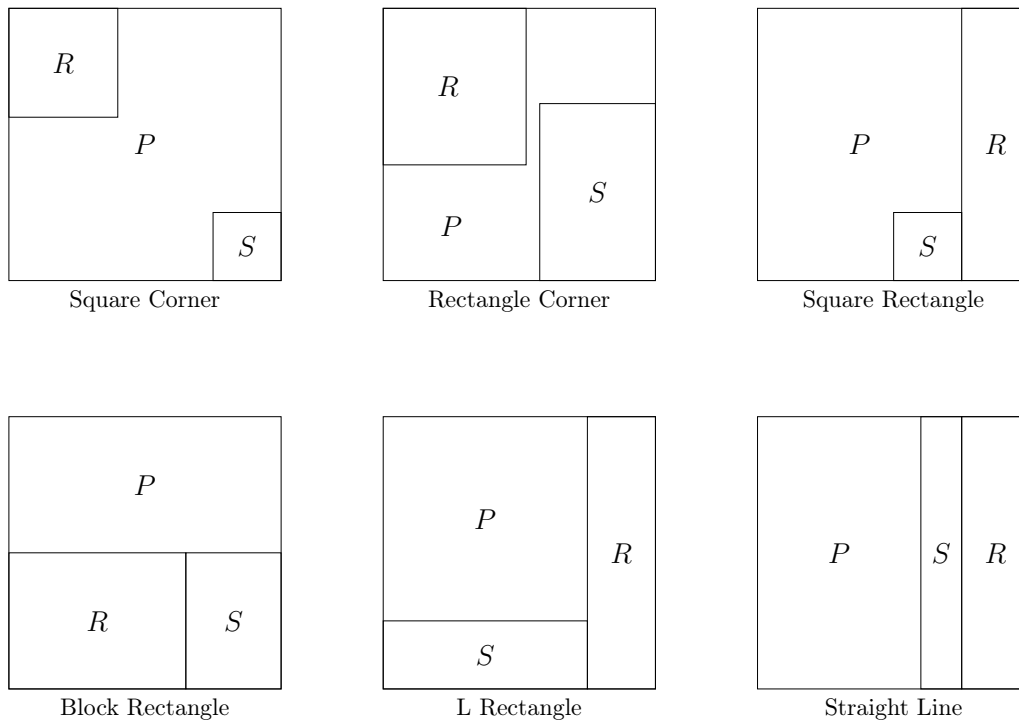 R
P
S
Square Corner
R
S
P
Rectangle Corner
P
R
S
Square Rectangle
P
R
S
Block Rectangle
P
R
S
L Rectangle
P
S
R
Straight Line